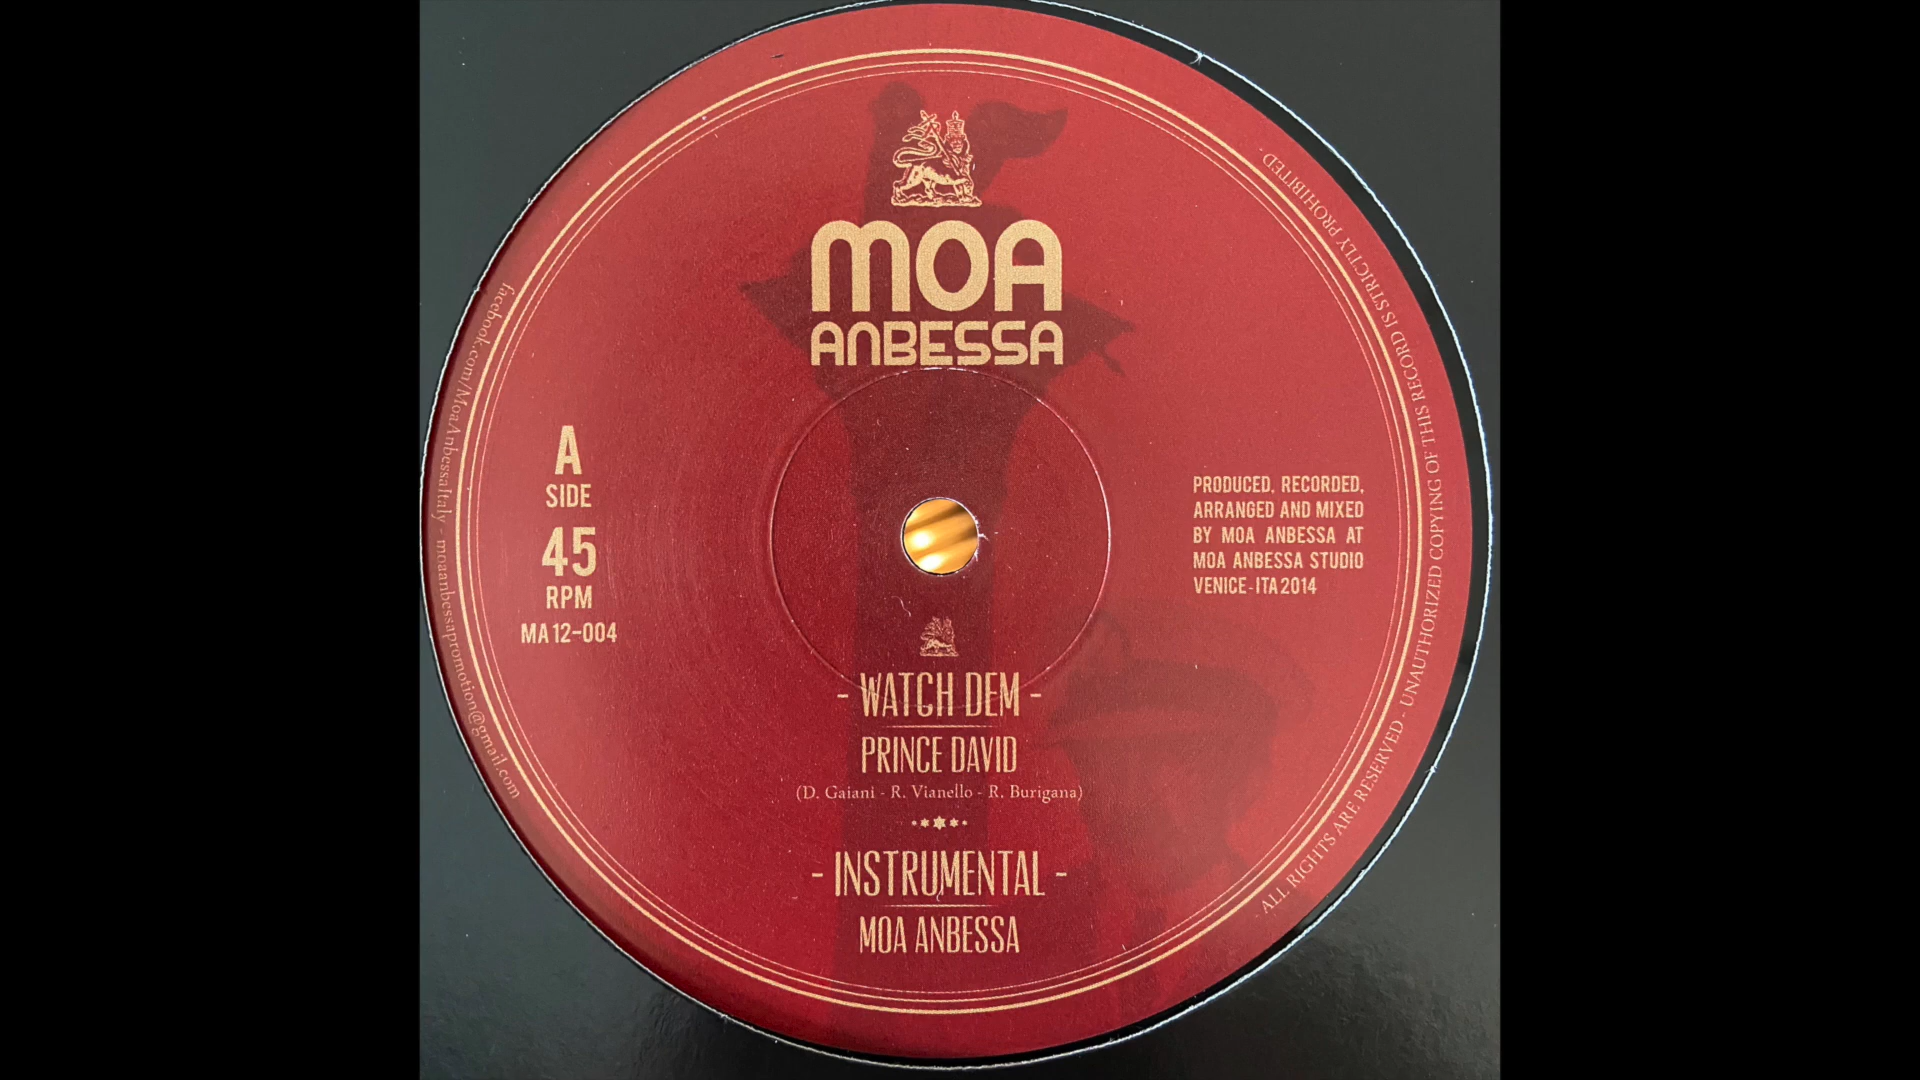 MOA
ANBESSA
A
SIDE
45
RPM
MA 12-004
PRODUCED, RECORDED,
ARRANGED AND MIXED
BY MOA ANBESSA AT
MOA ANBESSA STUDIO
VENICE-ITA 2014
- WATCH DEM -
PRINCE DAVID
(D. Gaiani - R. Vianello - R. Burigana)
- INSTRUMENTAL -
MOA ANBESSA
facebook.com/MoaAnbessaItaly - moaanbessapromotion@gmail.com
- ALL RIGHTS ARE RESERVED - UNAUTHORIZED COPYING OF THIS RECORD IS STRICTLY PROHIBITED -